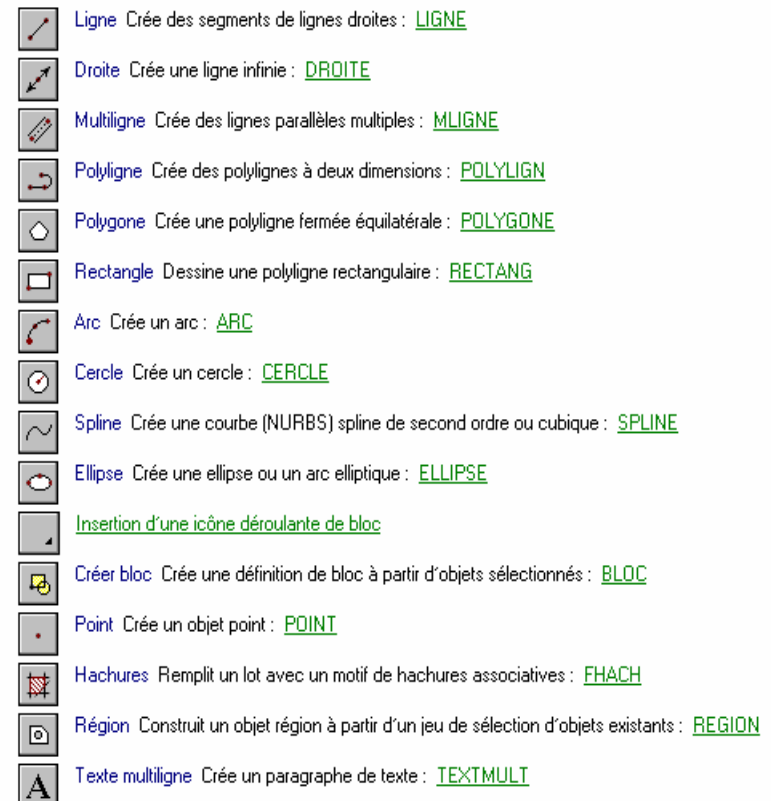 Ligne Crée des segments de lignes droites : LIGNE
Droite Crée une ligne infinie : DROITE
Multiligne Crée des lignes parallèles multiples : MLIGNE
Polyligne Crée des polylignes à deux dimensions : POLYLIGN
Polygone Crée une polyligne fermée équilatérale : POLYGONE
Rectangle Dessine une polyligne rectangulaire : RECTANG
Arc Crée un arc : ARC
Cercle Crée un cercle : CERCLE
Spline Crée une courbe (NURBS) spline de second ordre ou cubique : SPLINE
Ellipse Crée une ellipse ou un arc elliptique : ELLIPSE
Insertion d'une icône déroulante de bloc
Créer bloc Crée une définition de bloc à partir d'objets sélectionnés : BLOC
Point Crée un objet point : POINT
Hachures Remplit un lot avec un motif de hachures associatives : FHACH
Région Construit un objet région à partir d'un jeu de sélection d'objets existants : REGION
A Texte multiligne Crée un paragraphe de texte : TEXTMULT